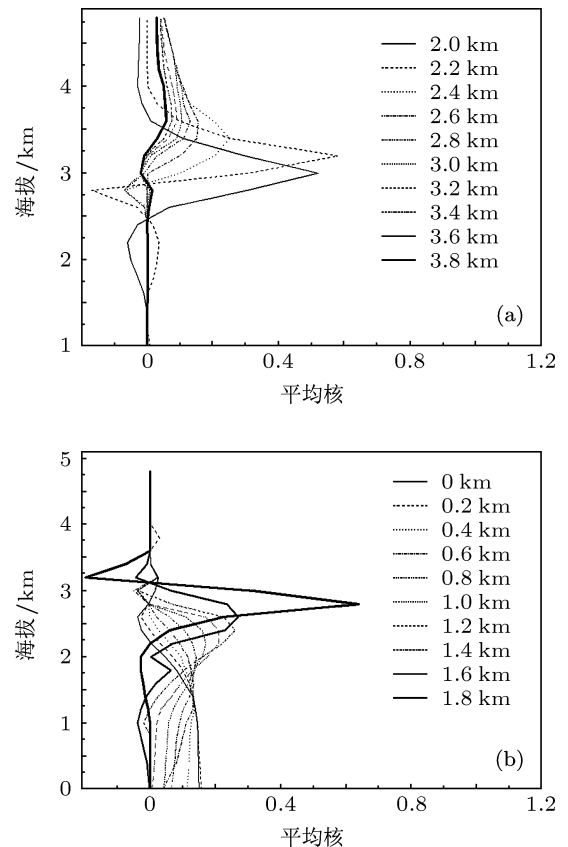 4
3
2
1
海拔/km
2.0 km
2.2 km
2.4 km
2.6 km
2.8 km
3.0 km
3.2 km
3.4 km
3.6 km
3.8 km
(a)
0
0.4
0.8
1.2
平均核
5
4
3
2
1
0
海拔/km
0 km
0.2 km
0.4 km
0.6 km
0.8 km
1.0 km
1.2 km
1.4 km
1.6 km
1.8 km
(b)
0
0.4
0.8
1.2
平均核